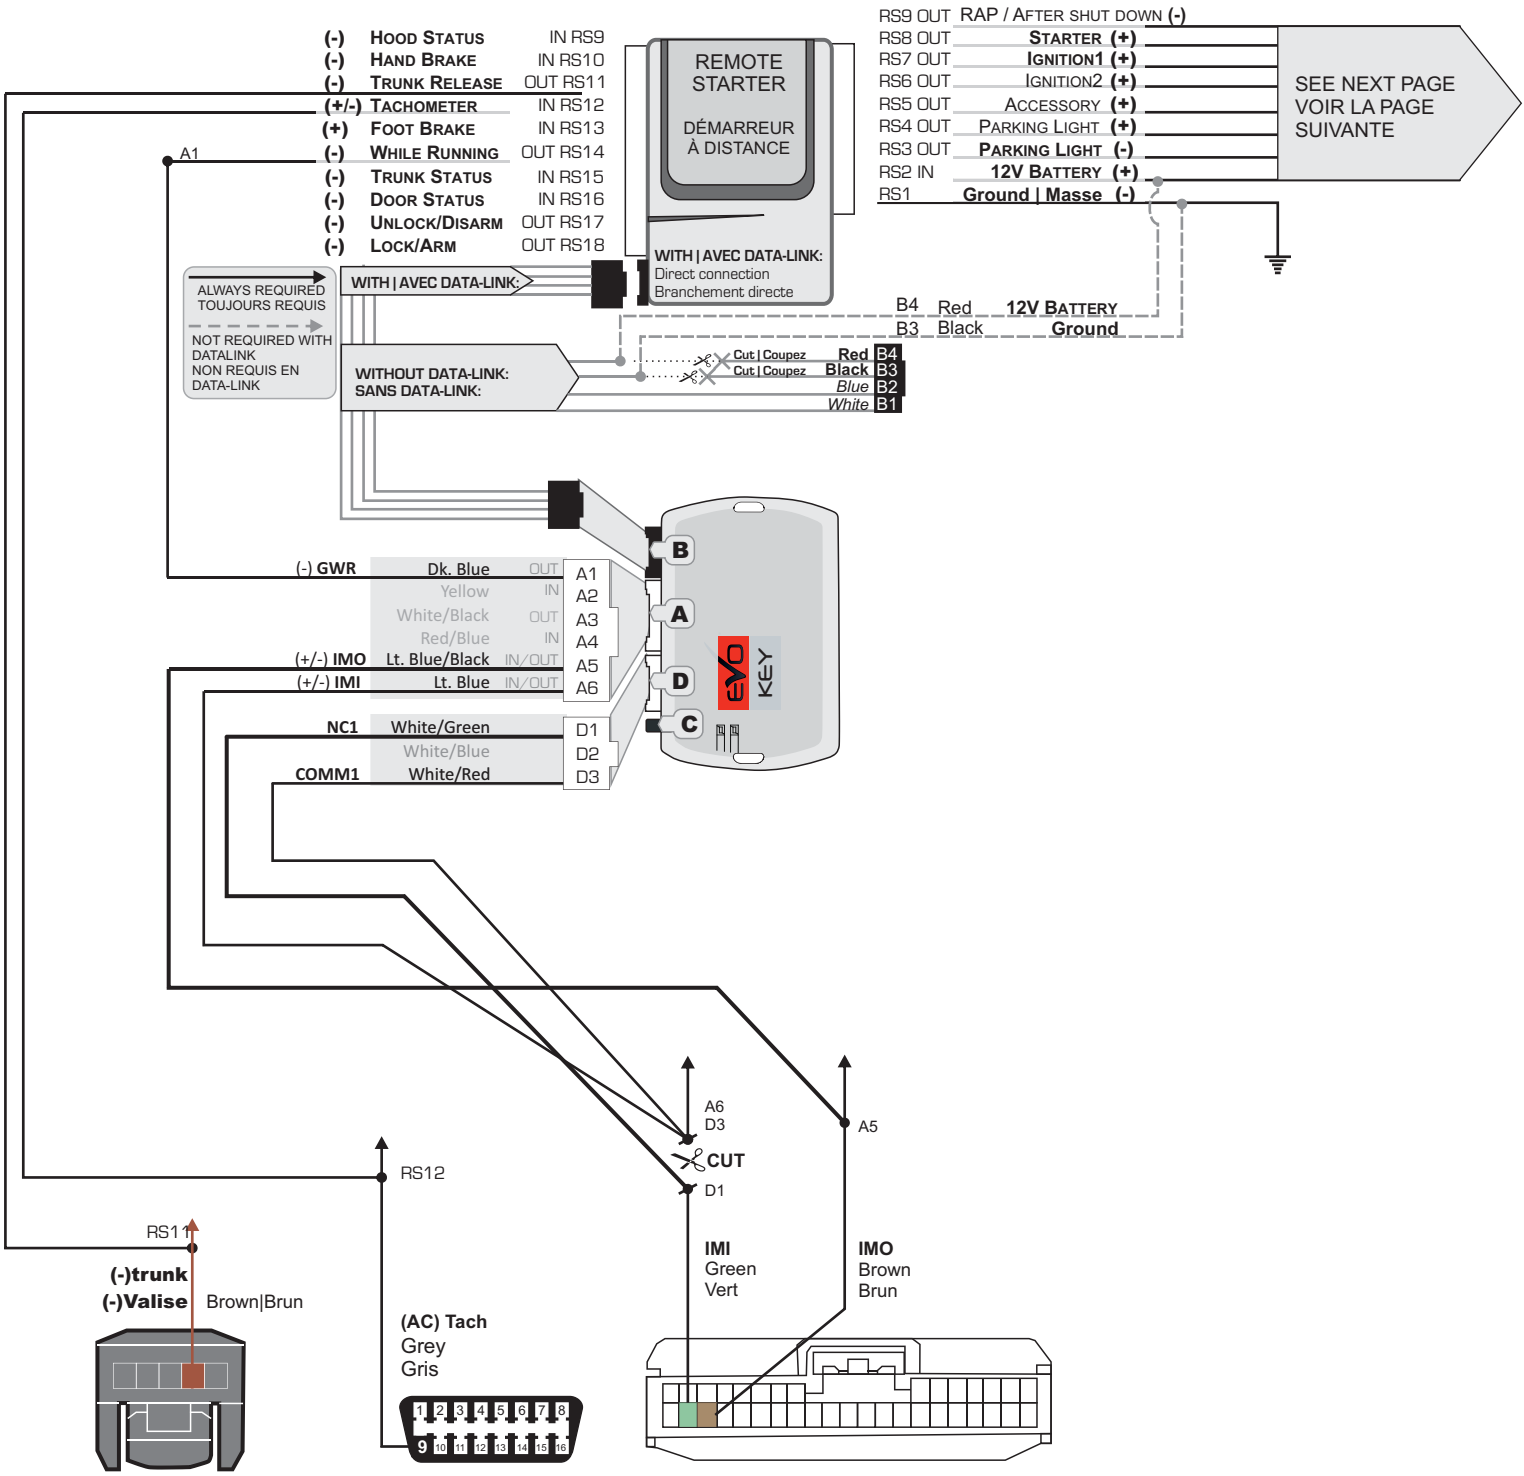 (-) HOOD STATUS IN RS9
(-) HAND BRAKE IN RS10
(-) TRUNK RELEASE OUT RS11
(+/-) TACHOMETER IN RS12
(+) FOOT BRAKE IN RS13
(-) WHILE RUNNING OUT RS14
(-) TRUNK STATUS IN RS15
(-) DOOR STATUS IN RS16
(-) UNLOCK/DISARM OUT RS17
(-) LOCK/ARM OUT RS18
A1
REMOTE
STARTER
DÉMARREUR
À DISTANCE
WITH | AVEC DATA-LINK:
Direct connection
Branchement directe
RS9 OUT RAP / AFTER SHUT DOWN (-)
RS8 OUT STARTER (+)
RS7 OUT IGNITION1 (+)
RS6 OUT IGNITION2 (+)
RS5 OUT ACCESSORY (+)
RS4 OUT PARKING LIGHT (+)
RS3 OUT PARKING LIGHT (-)
RS2 IN 12V BATTERY (+)
RS1 Ground | Masse (-)
SEE NEXT PAGE
VOIR LA PAGE
SUIVANTE
ALWAYS REQUIRED
TOUJOURS REQUIS
NOT REQUIRED WITH
DATALINK
NON REQUIS EN
DATA-LINK
WITH | AVEC DATA-LINK:
WITHOUT DATA-LINK:
SANS DATA-LINK:
B4 Red 12V BATTERY
B3 Black Ground
Cut | Coupez Red B4
Cut | Coupez Black B3
Blue B2
White B1
(-) GWR Dk. Blue OUT A1
Yellow IN A2
White/Black OUT A3
Red/Blue IN A4
(+/-) IMO Lt. Blue/Black IN/OUT A5
(+/-) IMI Lt. Blue IN/OUT A6
NC1 White/Green D1
White/Blue D2
COMM1 White/Red D3
B
A
D
C
EVO
KEY
A6
D3
CUT
D1
A5
RS12
RS11
(-)trunk
(-)Valise Brown|Brun
(AC) Tach
Grey
Gris
IMI
Green
Vert
IMO
Brown
Brun
1 2 3 4 5 6 7 8
9 10 11 12 13 14 15 16